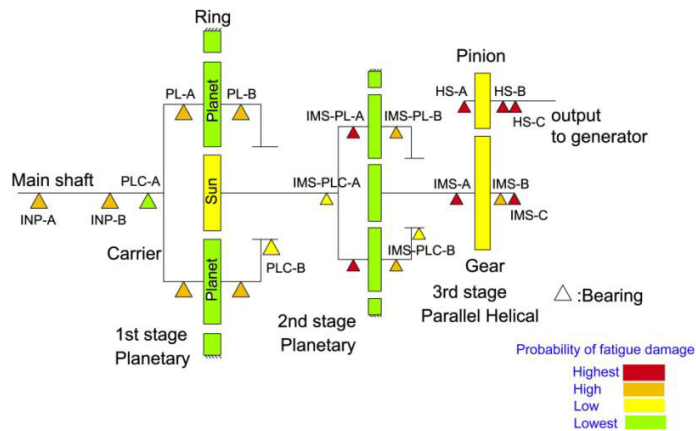 Ring
Pinion
PL-A
PL-B
Planet
IMS-PL-A
IMS-PL-B
HS-A
HS-B
HS-C
output
to generator
Main shaft
PLC-A
Sun
IMS-PLC-A
IMS-A
IMS-B
IMS-C
INP-A
INP-B
Carrier
PLC-B
IMS-PLC-B
Planet
Gear
1st stage
Planetary
2nd stage
Planetary
3rd stage
Parallel Helical
:Bearing
Probability of fatigue damage
Highest
High
Low
Lowest